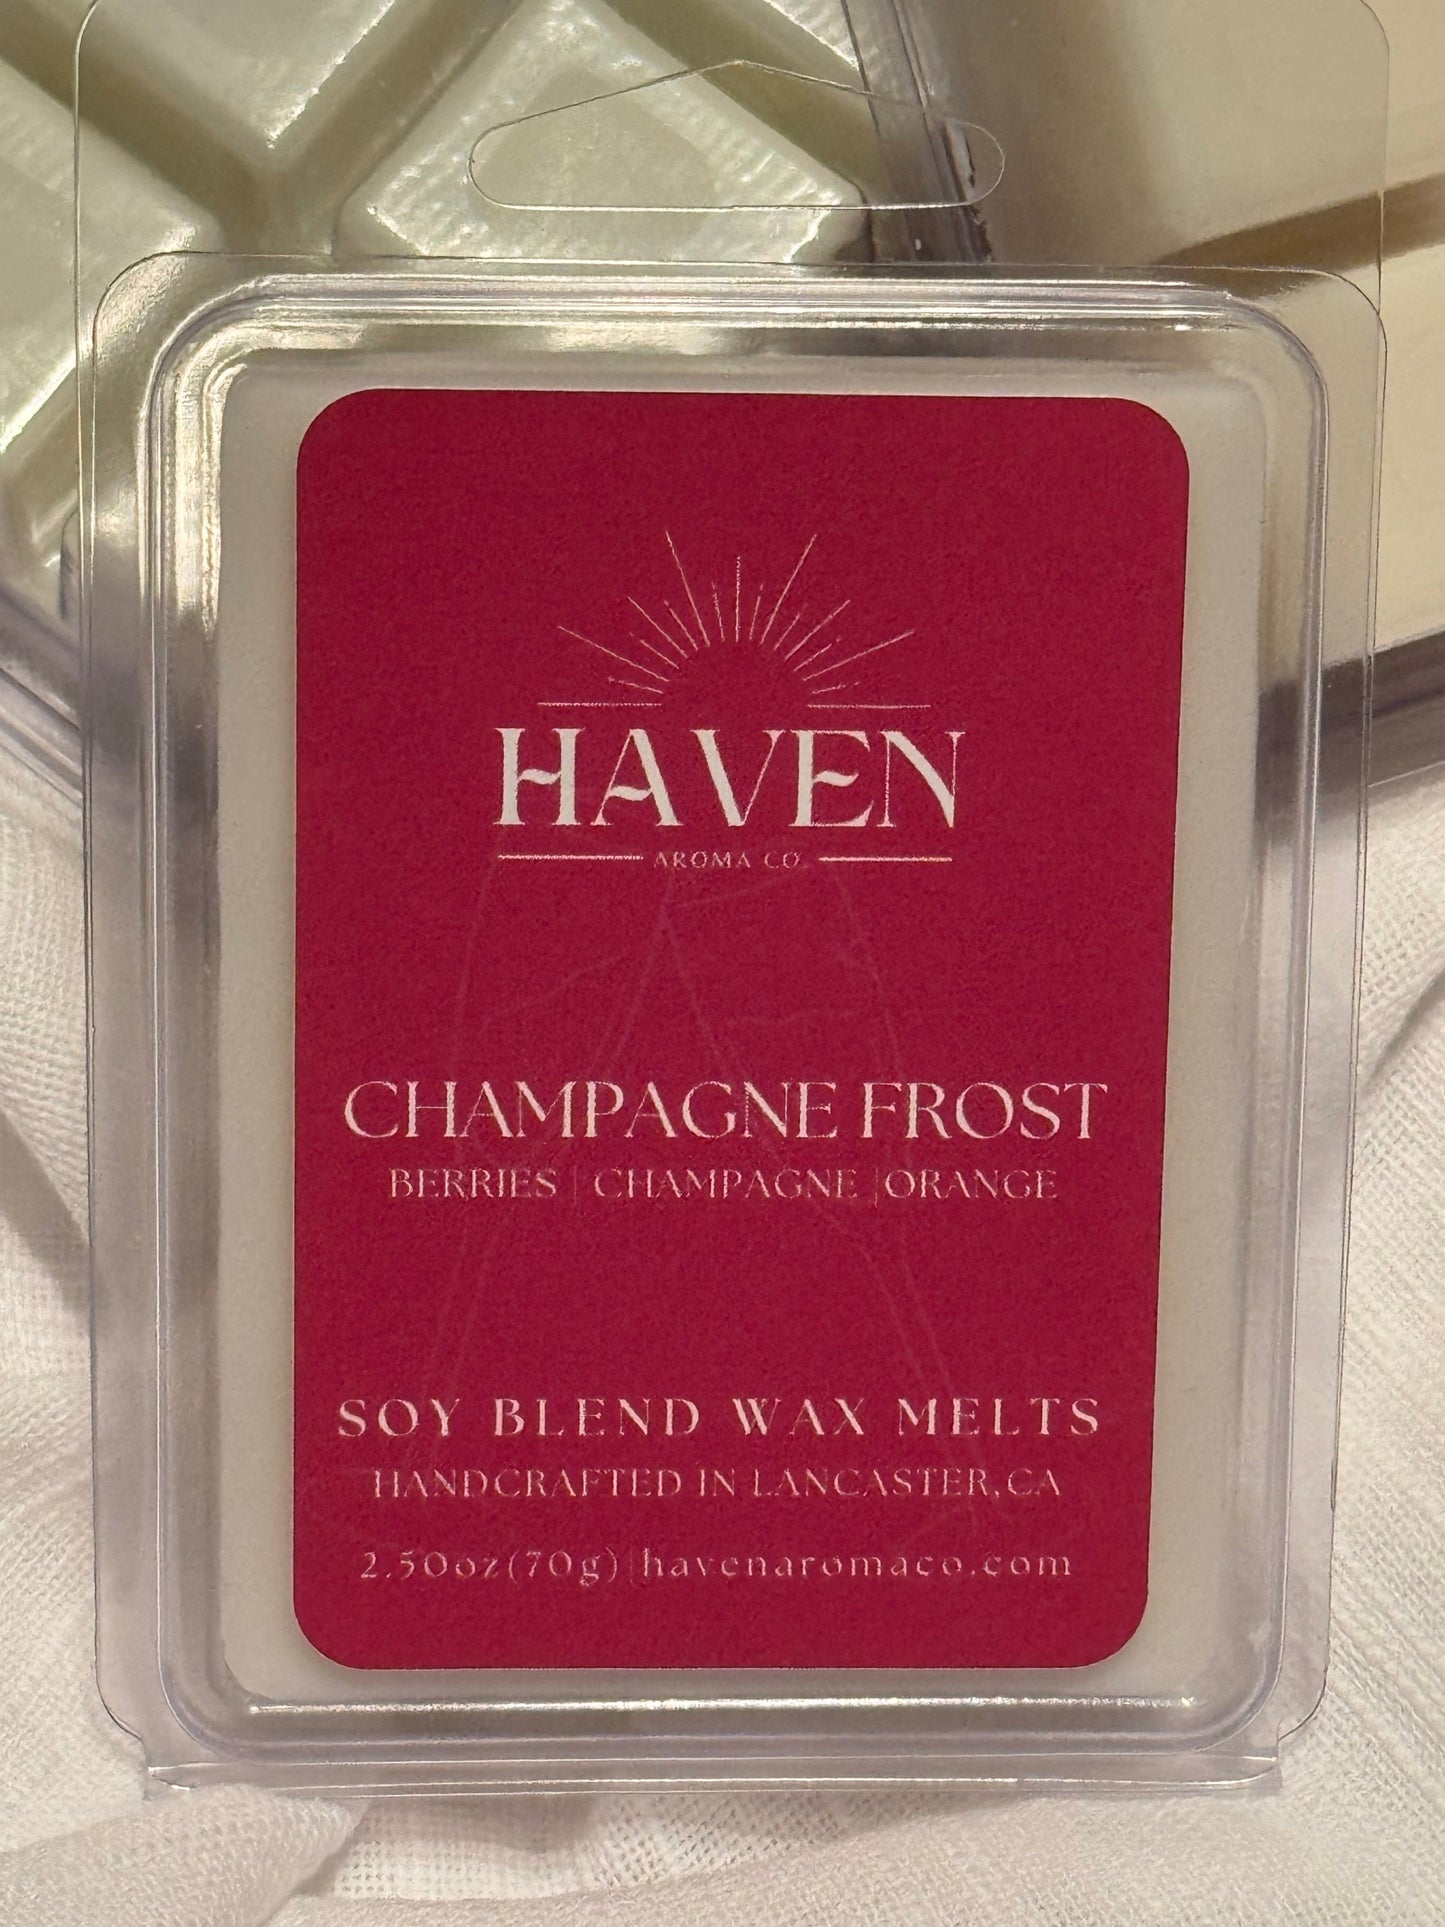 HAVEN
AROMA CO.
CHAMPAGNE FROST
BERRIES | CHAMPAGNE | ORANGE
SOY BLEND WAX MELTS
HANDCRAFTED IN LANCASTER, CA
2.50oz(70g)|havenaromaco.com